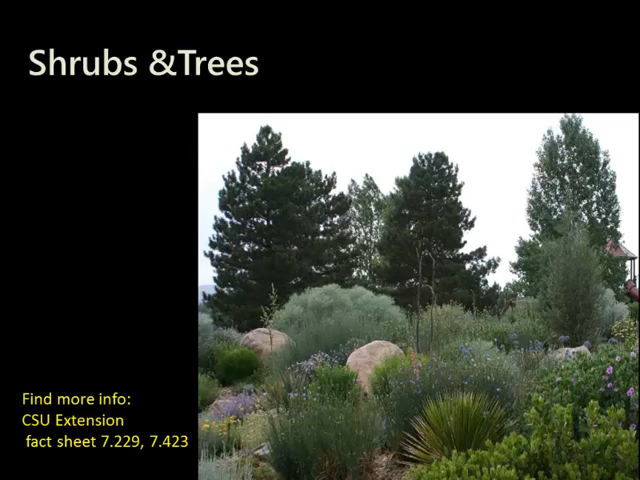 Shrubs &Trees
Find more info:
CSU Extension
fact sheet 7.229, 7.423